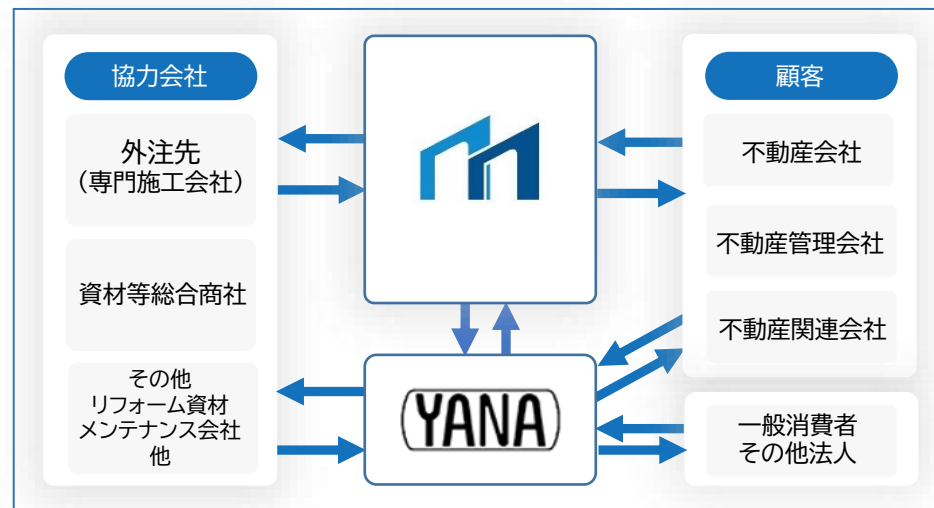 協力会社
外注先
（専門施工会社）
資材等総合商社
その他
リフォーム資材
メンテナンス会社
他
YANA
顧客
不動産会社
不動産管理会社
不動産関連会社
一般消費者
その他法人